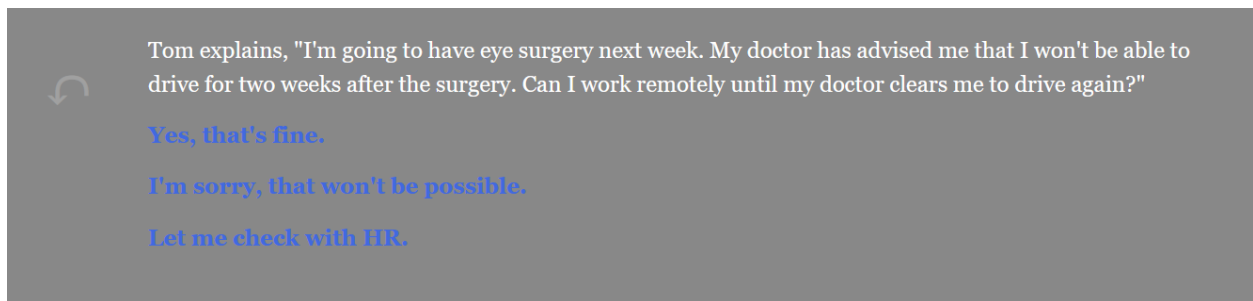 Tom explains, "I'm going to have eye surgery next week. My doctor has advised me that I won't be able to
drive for two weeks after the surgery. Can I work remotely until my doctor clears me to drive again?"
Yes, that's fine.
I'm sorry, that won't be possible.
Let me check with HR.